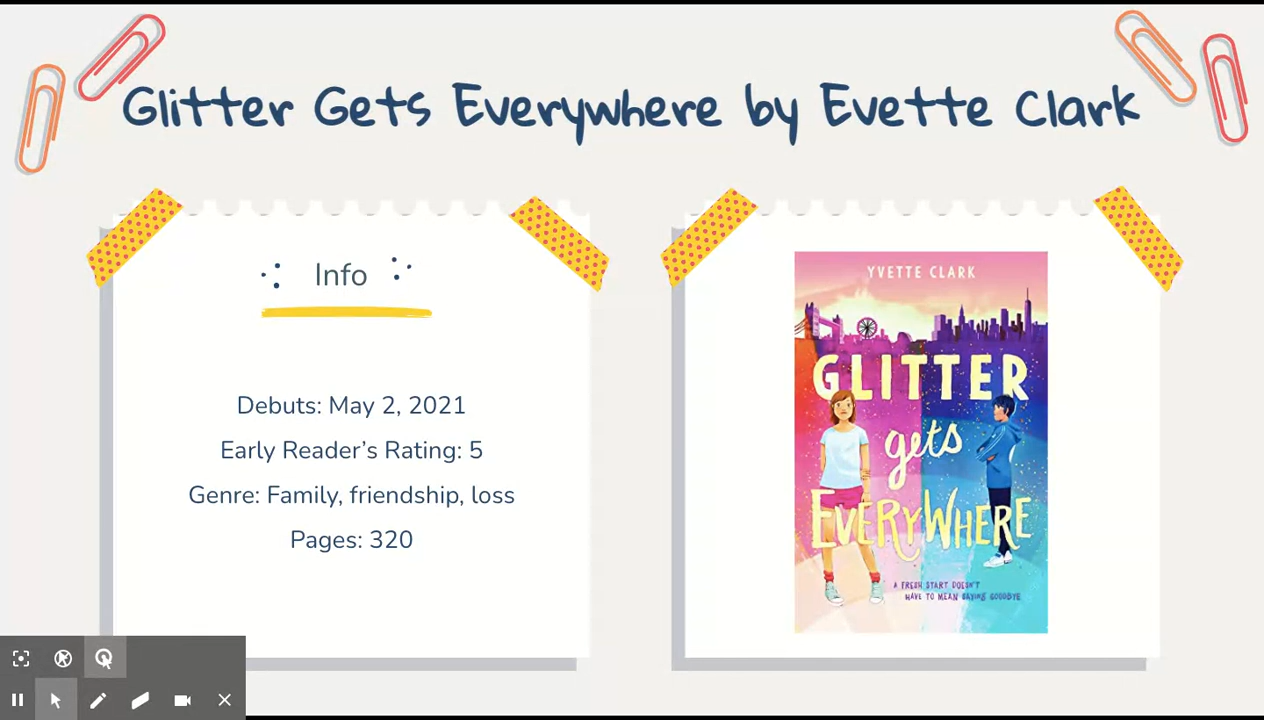 Glitter Gets Everywhere by Evette Clark
Info
Debuts: May 2, 2021
Early Reader's Rating: 5
Genre: Family, friendship, loss
Pages: 320
YVETTE CLARK
GLITTER
gets
EVERYWHERE
A FRESH START DOESN'T
HAVE TO MEAN SAYING GOODBYE